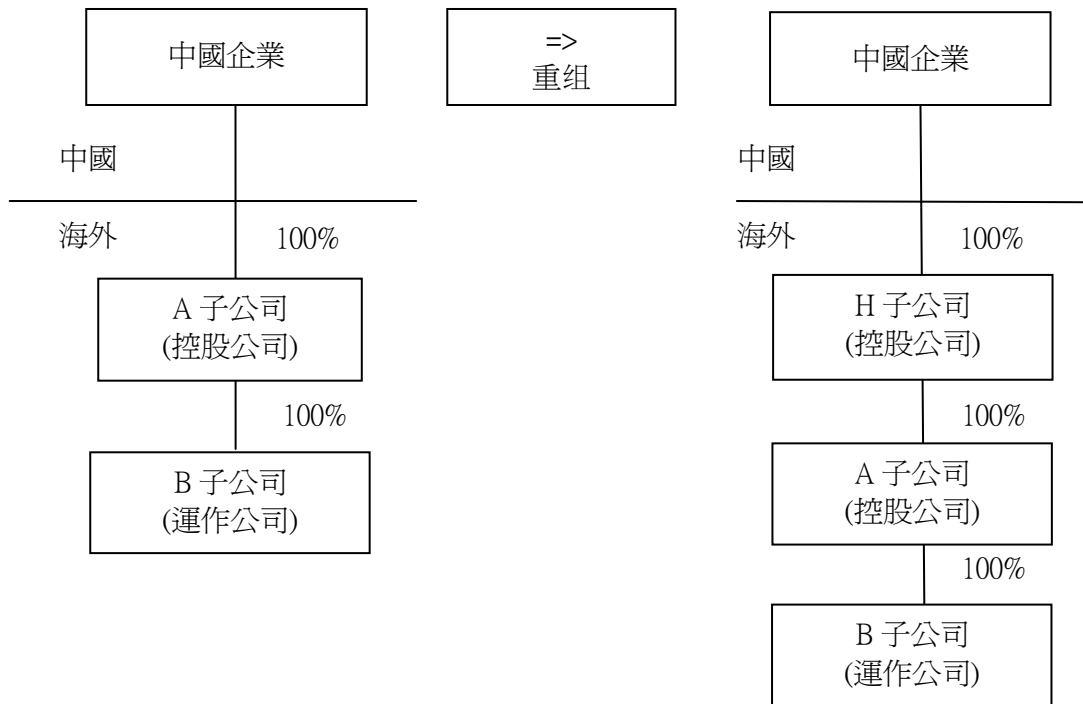 中國企業
中國
海外
100%
A 子公司
(控股公司)
100%
B 子公司
(運作公司)
=>
重组
中國企業
中國
海外
100%
H 子公司
(控股公司)
100%
A 子公司
(控股公司)
100%
B 子公司
(運作公司)